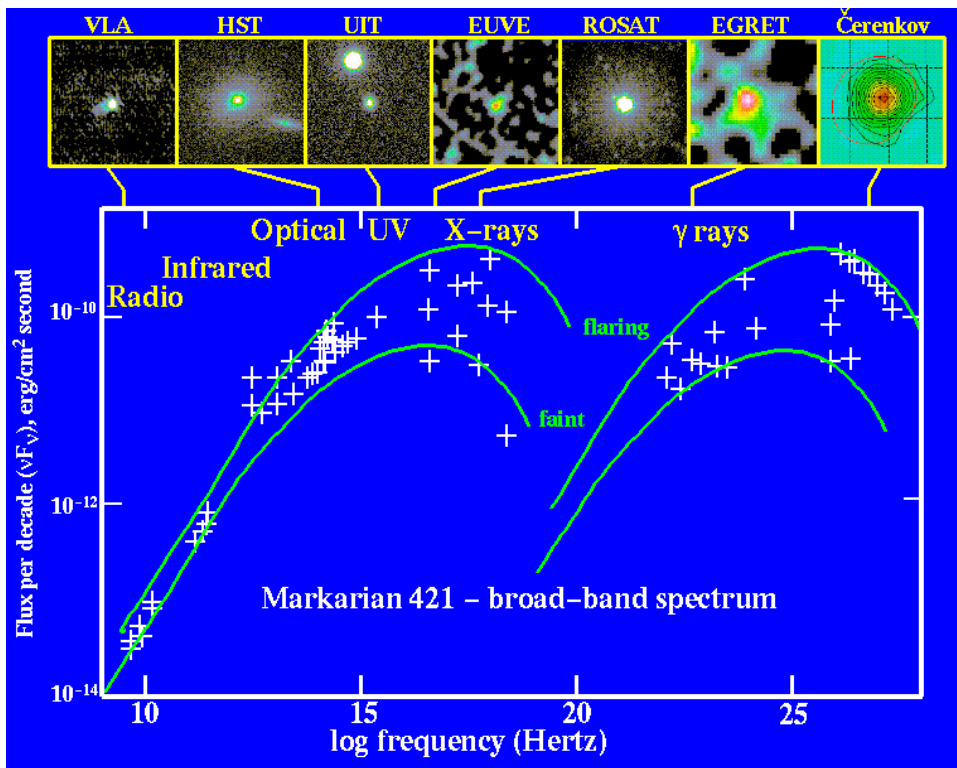 VLA HST UIT EUVE ROSAT EGRET Čerenkov
Optical UV X–rays γ rays
Infrared
Radio
flaring
faint
Markarian 421 – broad–band spectrum
Flux per decade (νFν), erg/cm² second
10⁻¹⁰
10⁻¹²
10⁻¹⁴
10 15 20 25
log frequency (Hertz)